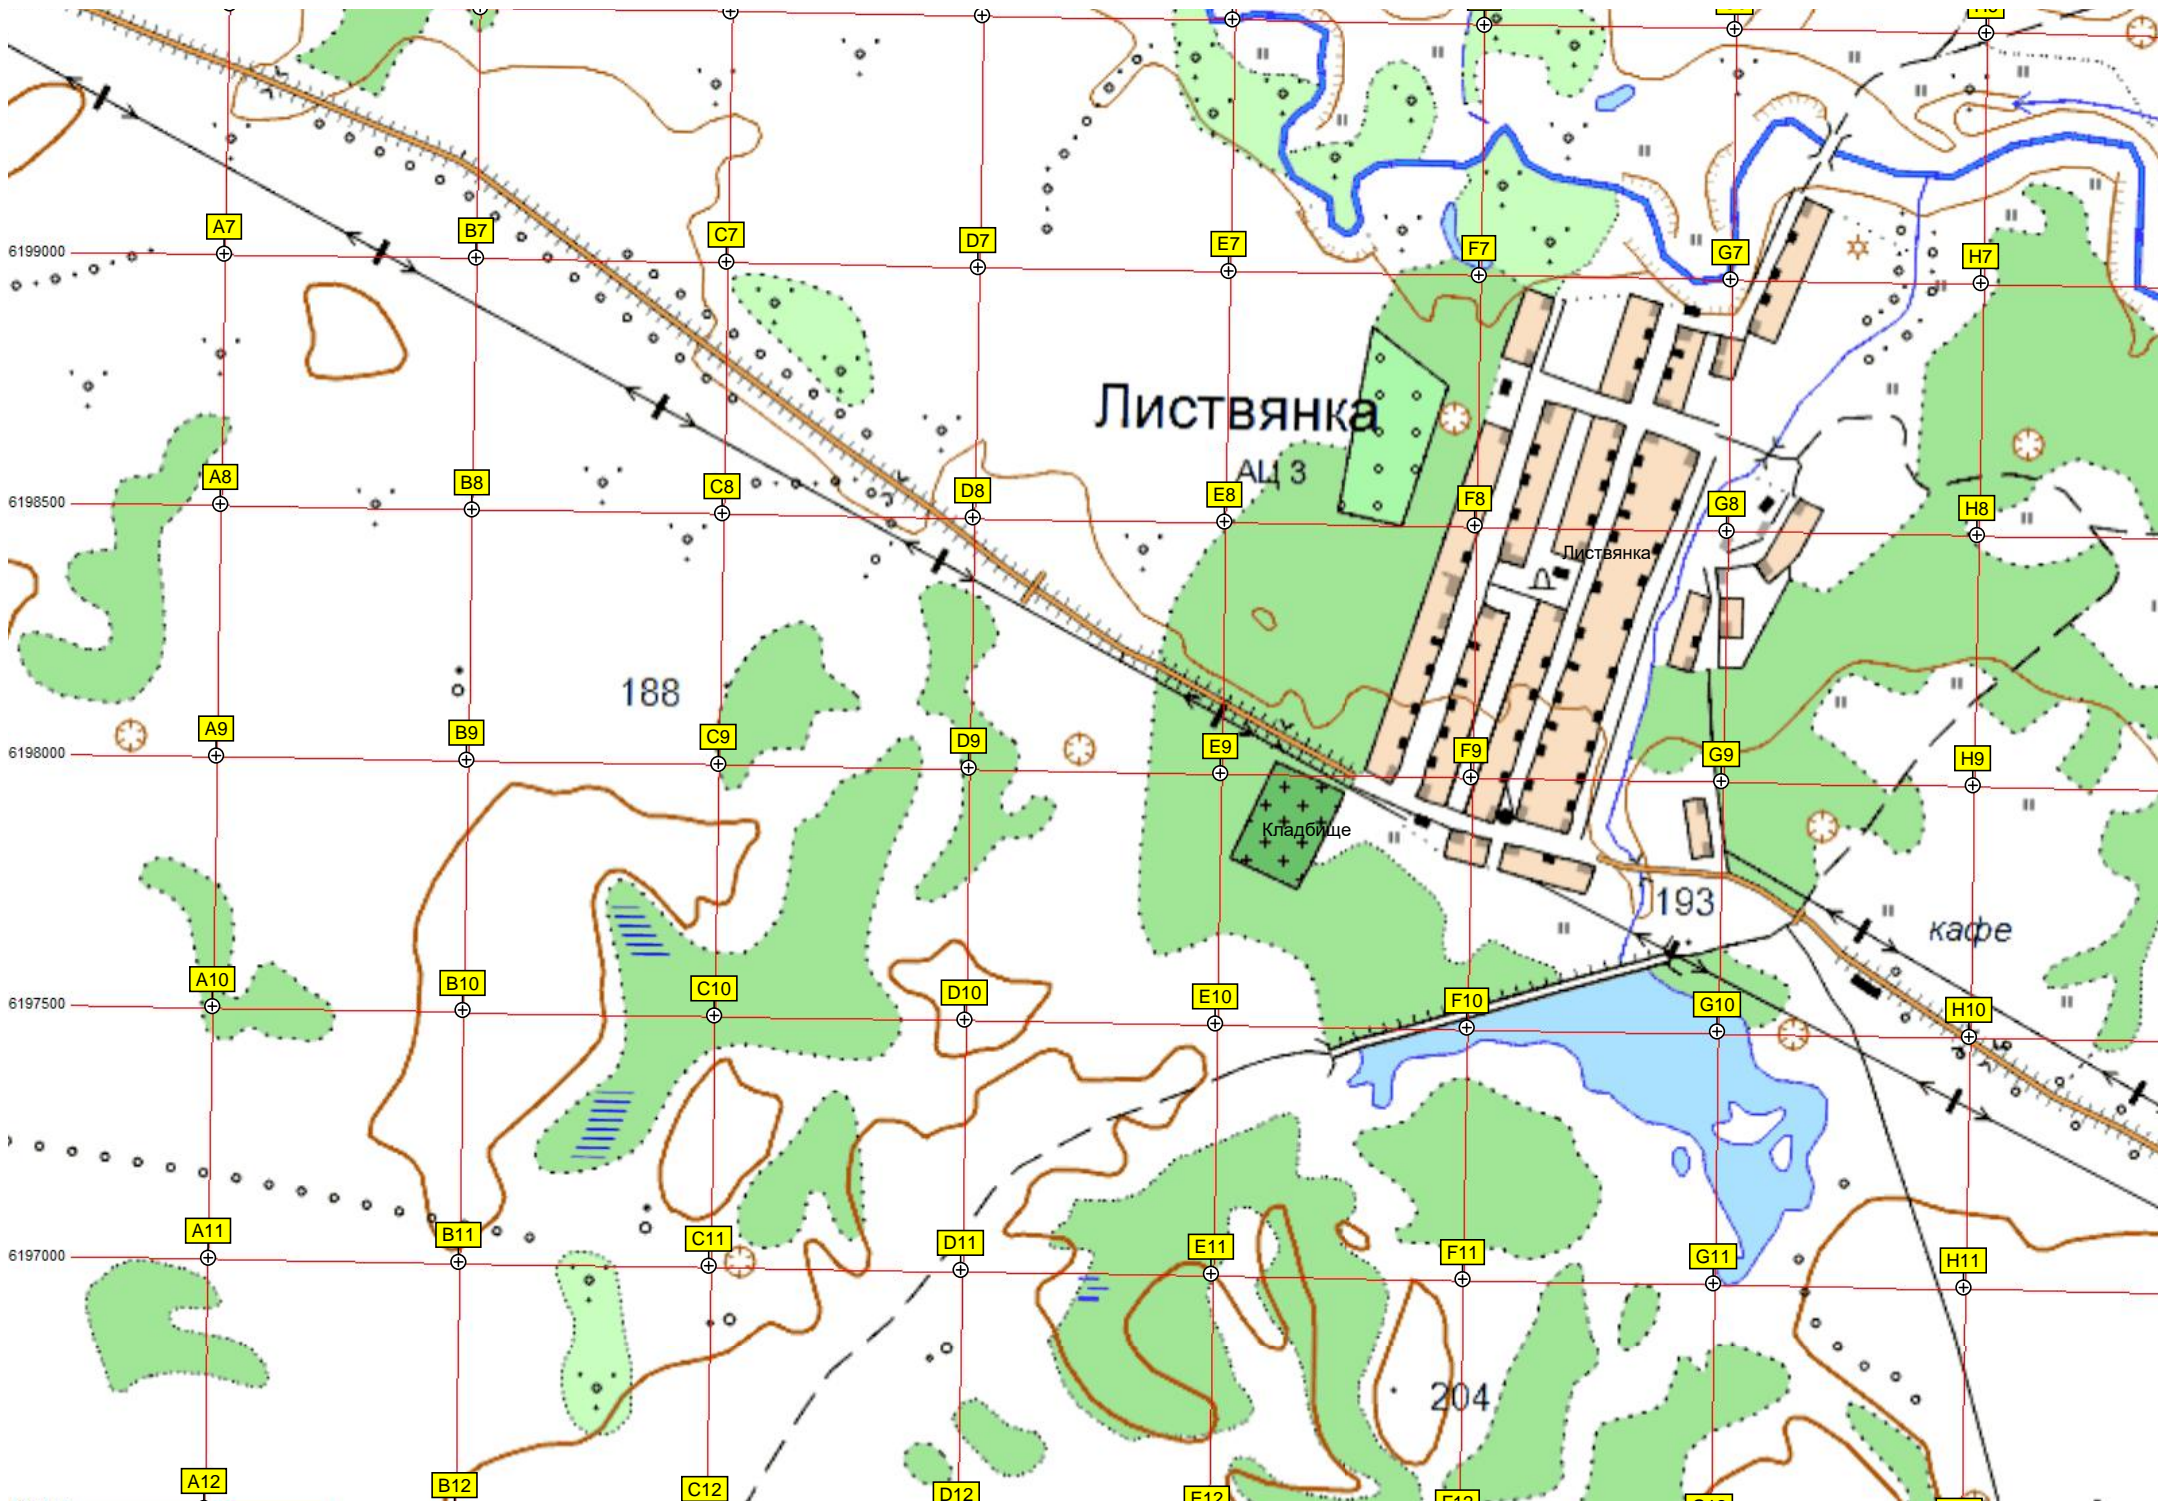 A7 B7 C7 D7 E7 F7 G7 H7
6199000
Листвянка
АЦ 3
A8 B8 C8 D8 E8 F8 G8 H8
6198500
Листвянка
188
A9 B9 C9 D9 E9 F9 G9 H9
6198000
Кладбище
193
кафе
A10 B10 C10 D10 E10 F10 G10 H10
6197500
A11 B11 C11 D11 E11 F11 G11 H11
6197000
204
A12 B12 C12 D12 E12